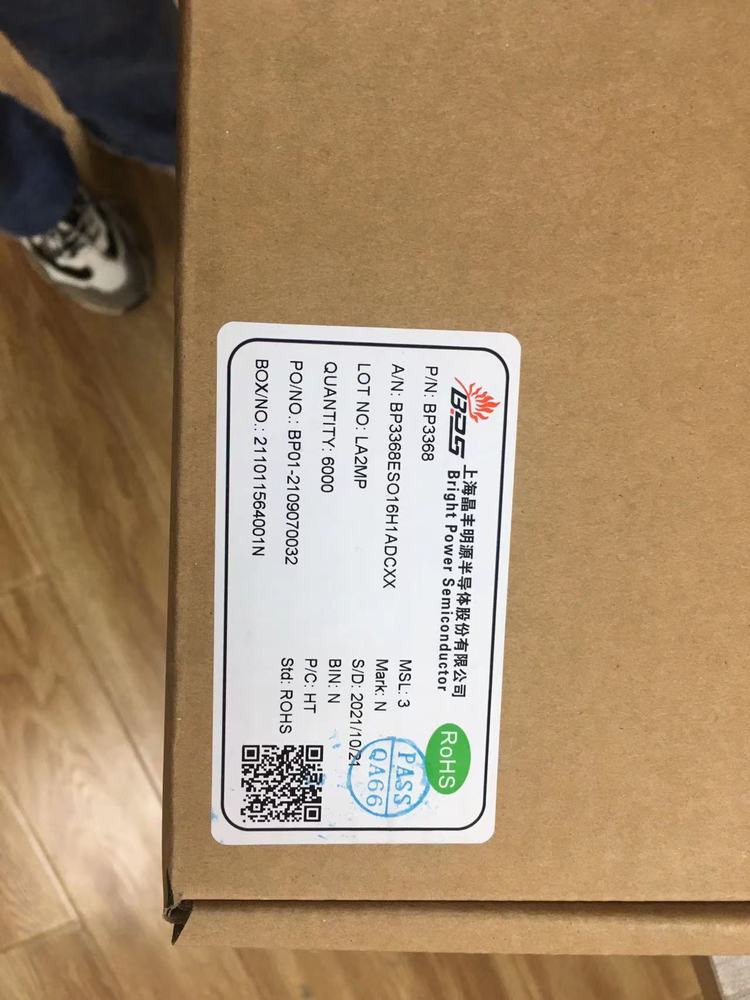 BPS
上海晶丰明源半导体股份有限公司
Bright Power Semiconductor
RoHS
P/N: BP3368
A/N: BP3368ESO16H1ADCXX
MSL: 3
LOT NO: LA2MP
Mark: N
QUANTITY: 6000
S/D: 2021/10/21
PO/NO.: BP01-2109070032
BIN: N
BOX/NO.: 211011564001N
P/C: HT
Std: ROHS
PASS
QA66